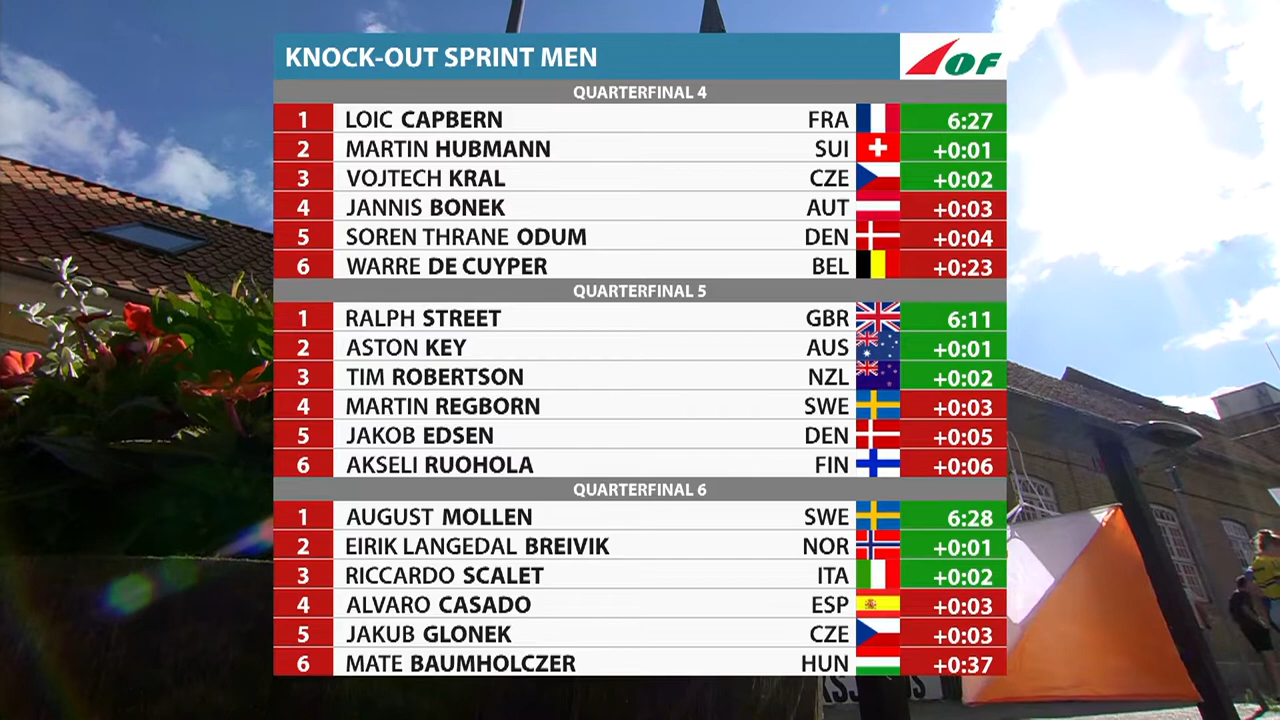 KNOCK-OUT SPRINT MEN IOF
QUARTERFINAL 4
1 LOIC CAPBERN FRA 6:27
2 MARTIN HUBMANN SUI +0:01
3 VOJTECH KRAL CZE +0:02
4 JANNIS BONEK AUT +0:03
5 SOREN THRANE ODUM DEN +0:04
6 WARRE DE CUYPER BEL +0:23
QUARTERFINAL 5
1 RALPH STREET GBR 6:11
2 ASTON KEY AUS +0:01
3 TIM ROBERTSON NZL +0:02
4 MARTIN REGBORN SWE +0:03
5 JAKOB EDSEN DEN +0:05
6 AKSELI RUOHOLA FIN +0:06
QUARTERFINAL 6
1 AUGUST MOLLEN SWE 6:28
2 EIRIK LANGEDAL BREIVIK NOR +0:01
3 RICCARDO SCALET ITA +0:02
4 ALVARO CASADO ESP +0:03
5 JAKUB GLONEK CZE +0:03
6 MATE BAUMHOLCZER HUN +0:37